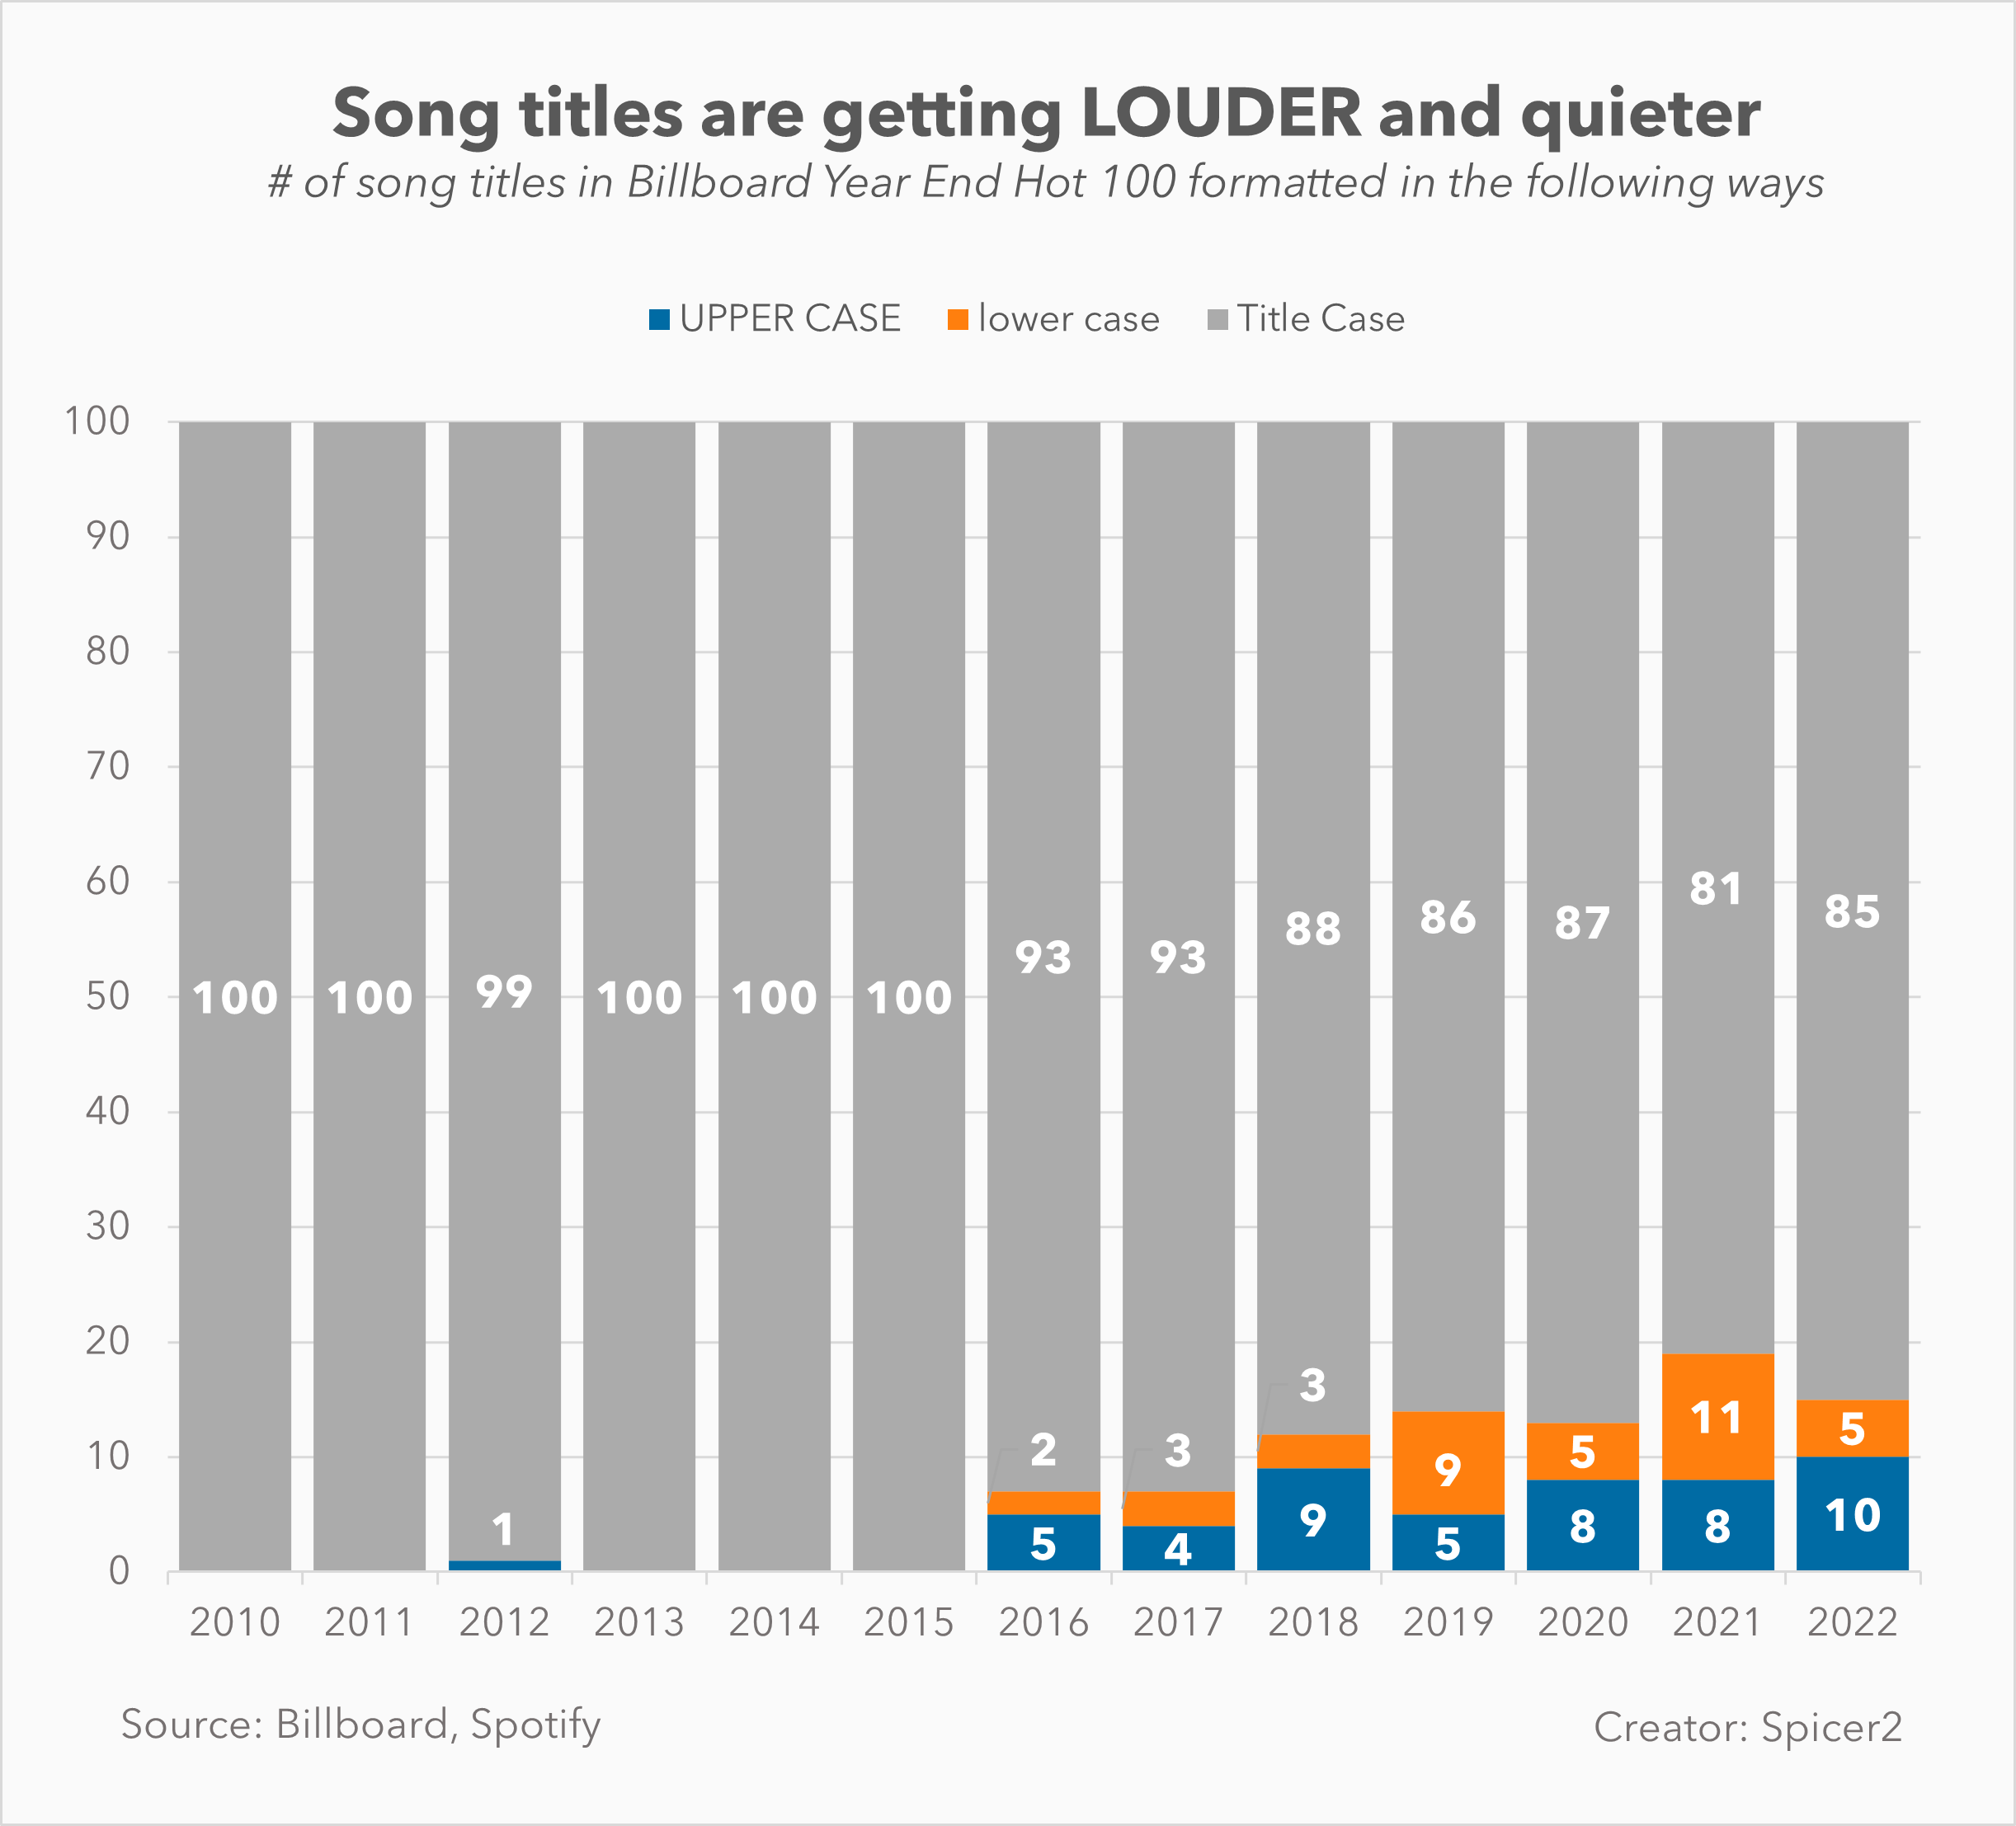 Song titles are getting LOUDER and quieter
# of song titles in Billboard Year End Hot 100 formatted in the following ways
UPPER CASE lower case Title Case
100
90
80
70
60
50
40
30
20
10
0
100 100 99 100 100 100 93 93 88 86 87 81 85
1 2 3 3 9 5 11 5
5 4 9 5 8 8 10
2010 2011 2012 2013 2014 2015 2016 2017 2018 2019 2020 2021 2022
Source: Billboard, Spotify
Creator: Spicer2